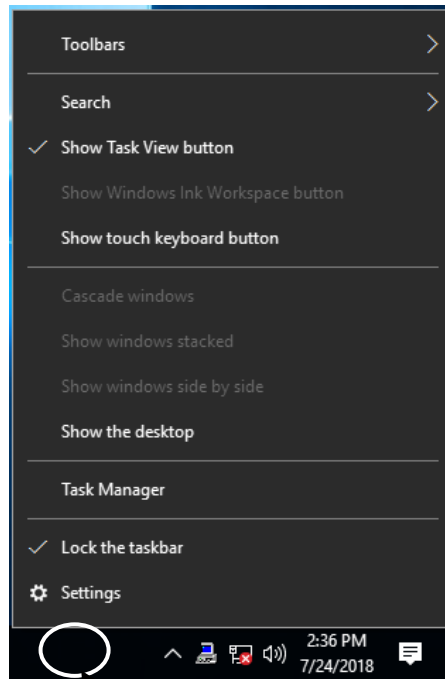 Toolbars
Search
Show Task View button
Show Windows Ink Workspace button
Show touch keyboard button
Cascade windows
Show windows stacked
Show windows side by side
Show the desktop
Task Manager
Lock the taskbar
Settings
2:36 PM
7/24/2018